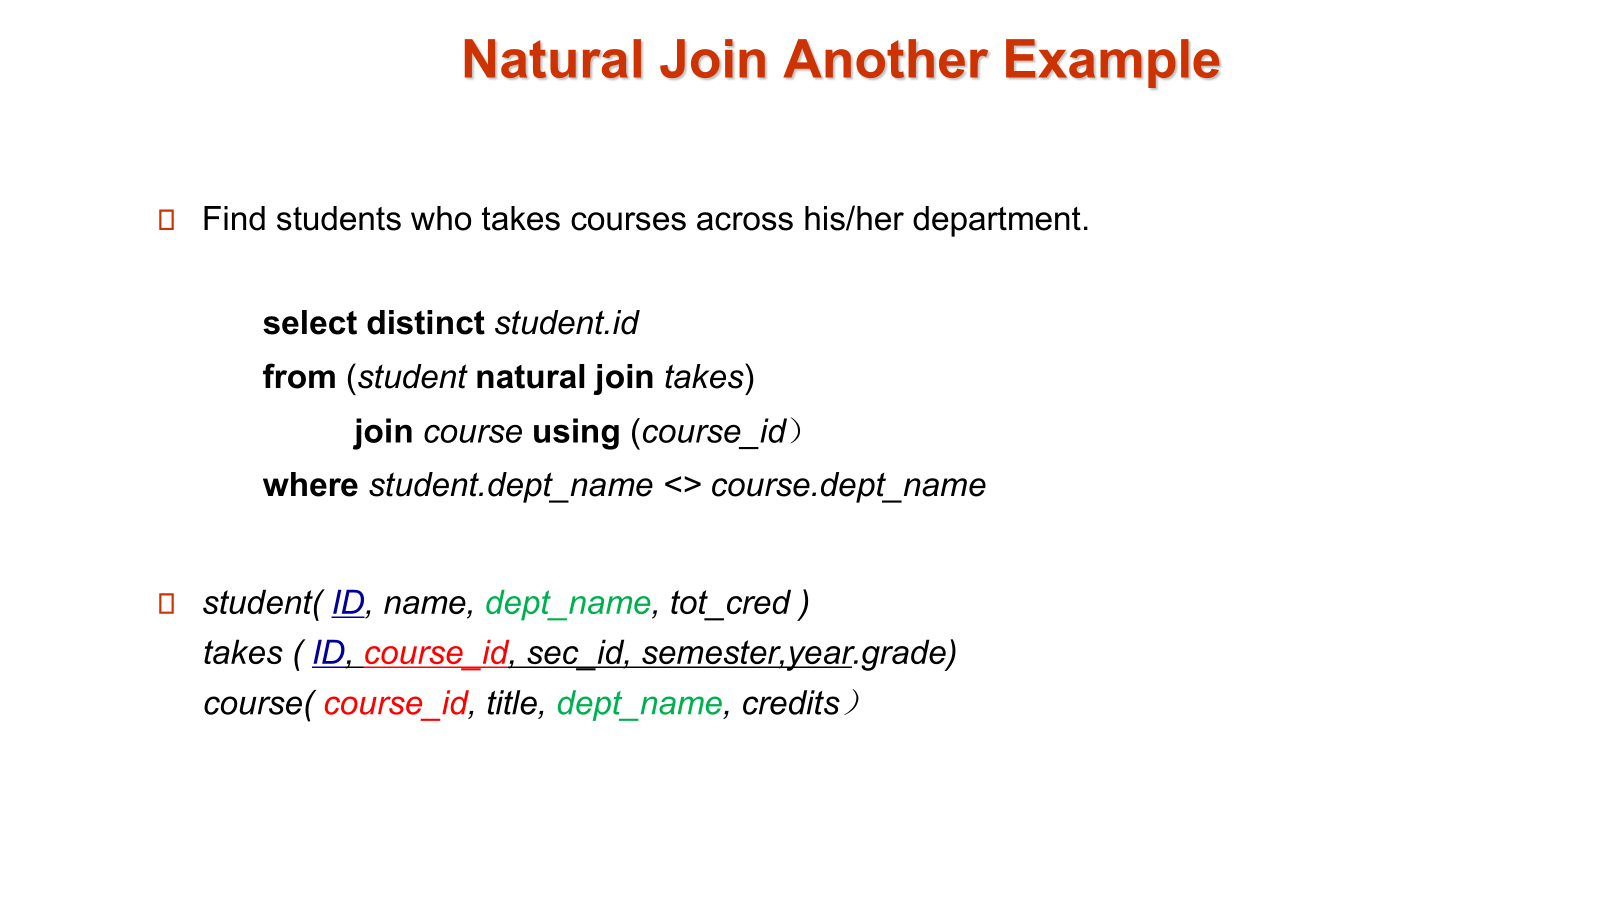 Natural Join Another Example
Find students who takes courses across his/her department.
select distinct student.id
from (student natural join takes)
join course using (course_id）
where student.dept_name <> course.dept_name
student( ID, name, dept_name, tot_cred )
takes ( ID, course_id, sec_id, semester,year.grade)
course( course_id, title, dept_name, credits）